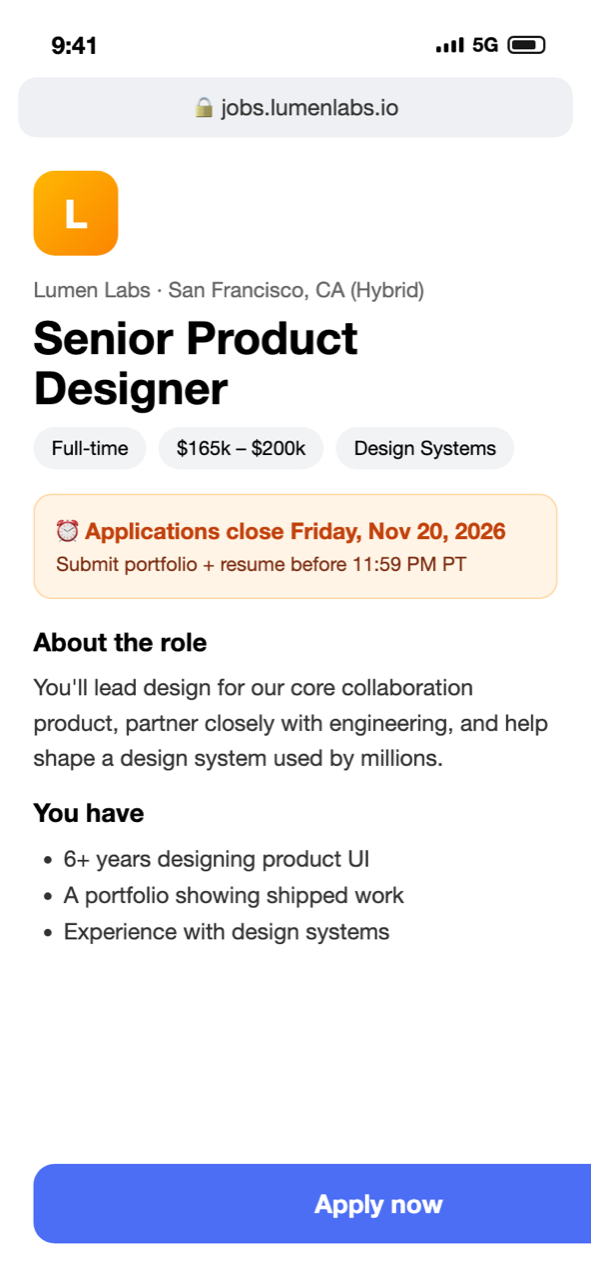 9:41
5G
jobs.lumenlabs.io
L
Lumen Labs · San Francisco, CA (Hybrid)
Senior Product
Designer
Full-time
$165k – $200k
Design Systems
Applications close Friday, Nov 20, 2026
Submit portfolio + resume before 11:59 PM PT
About the role
You'll lead design for our core collaboration
product, partner closely with engineering, and help
shape a design system used by millions.
You have
• 6+ years designing product UI
• A portfolio showing shipped work
• Experience with design systems
Apply now